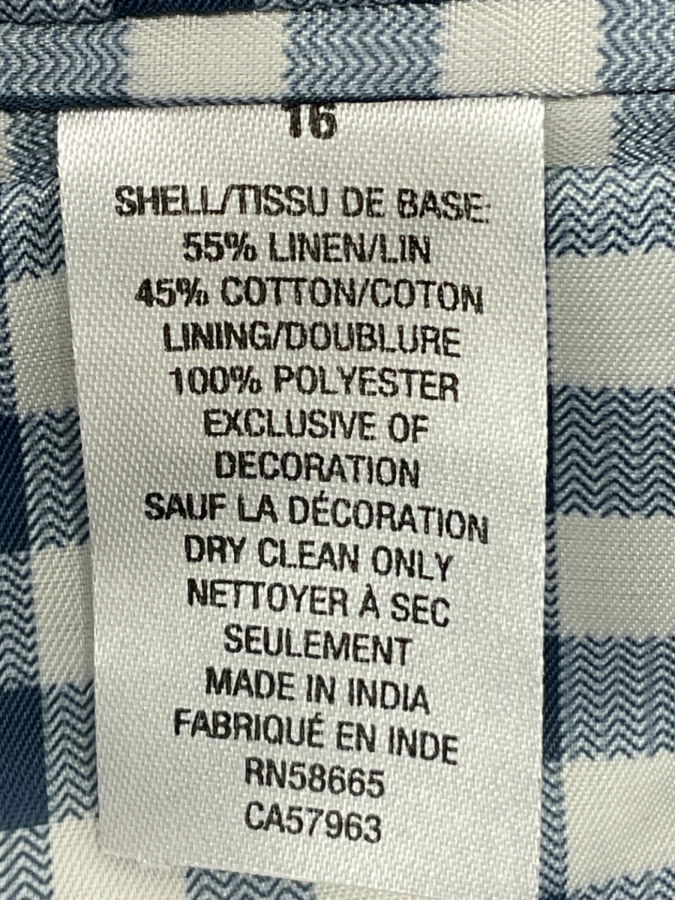 16
SHELL/TISSU DE BASE:
55% LINEN/LIN
45% COTTON/COTON
LINING/DOUBLURE
100% POLYESTER
EXCLUSIVE OF
DECORATION
SAUF LA DÉCORATION
DRY CLEAN ONLY
NETTOYER À SEC
SEULEMENT
MADE IN INDIA
FABRIQUÉ EN INDE
RN58665
CA57963